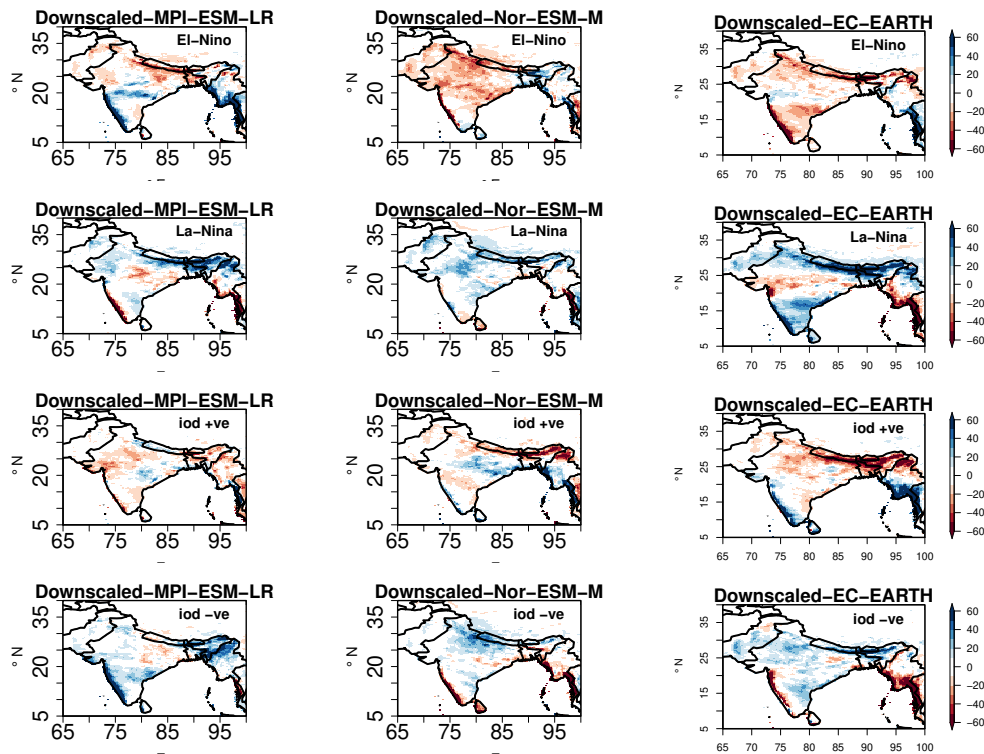 Downscaled−MPI−ESM−LR
El−Nino
° N
5 20 35
65 75 85 95
Downscaled−Nor−ESM−M
El−Nino
° N
5 20 35
65 75 85 95
Downscaled−EC−EARTH
El−Nino
° N
5 15 25 35
65 70 75 80 85 90 95 100
60
40
20
0
−20
−40
−60
Downscaled−MPI−ESM−LR
La−Nina
° N
5 20 35
65 75 85 95
Downscaled−Nor−ESM−M
La−Nina
° N
5 20 35
65 75 85 95
Downscaled−EC−EARTH
La−Nina
° N
5 15 25 35
65 70 75 80 85 90 95 100
60
40
20
0
−20
−40
−60
Downscaled−MPI−ESM−LR
iod +ve
° N
5 20 35
65 75 85 95
Downscaled−Nor−ESM−M
iod +ve
° N
5 20 35
65 75 85 95
Downscaled−EC−EARTH
iod +ve
° N
5 15 25 35
65 70 75 80 85 90 95 100
60
40
20
0
−20
−40
−60
Downscaled−MPI−ESM−LR
iod −ve
° N
5 20 35
65 75 85 95
Downscaled−Nor−ESM−M
iod −ve
° N
5 20 35
65 75 85 95
Downscaled−EC−EARTH
iod −ve
° N
5 15 25 35
65 70 75 80 85 90 95 100
60
40
20
0
−20
−40
−60